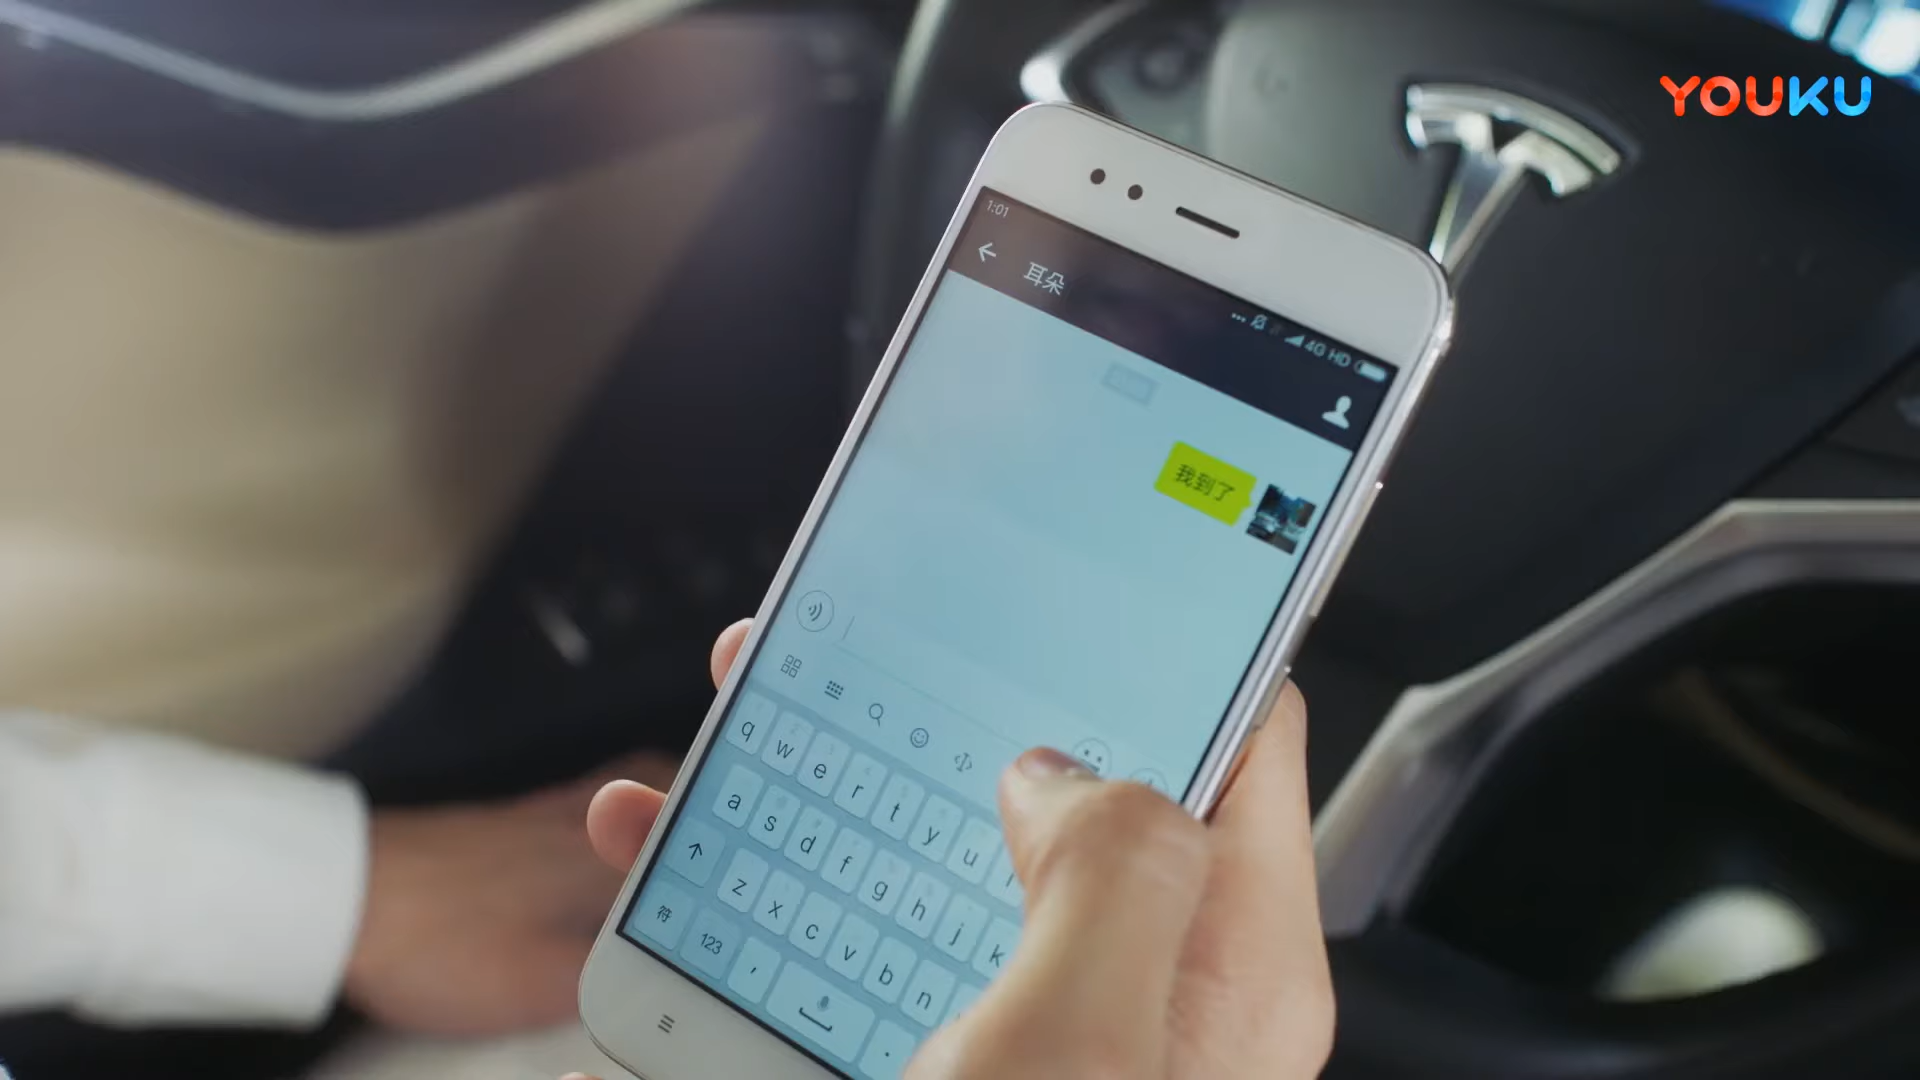 YOUKU
1:01
4G HD
耳朵
我到了
q w e r t y u
a s d f g h j k
z x c v b n
符 123 , .